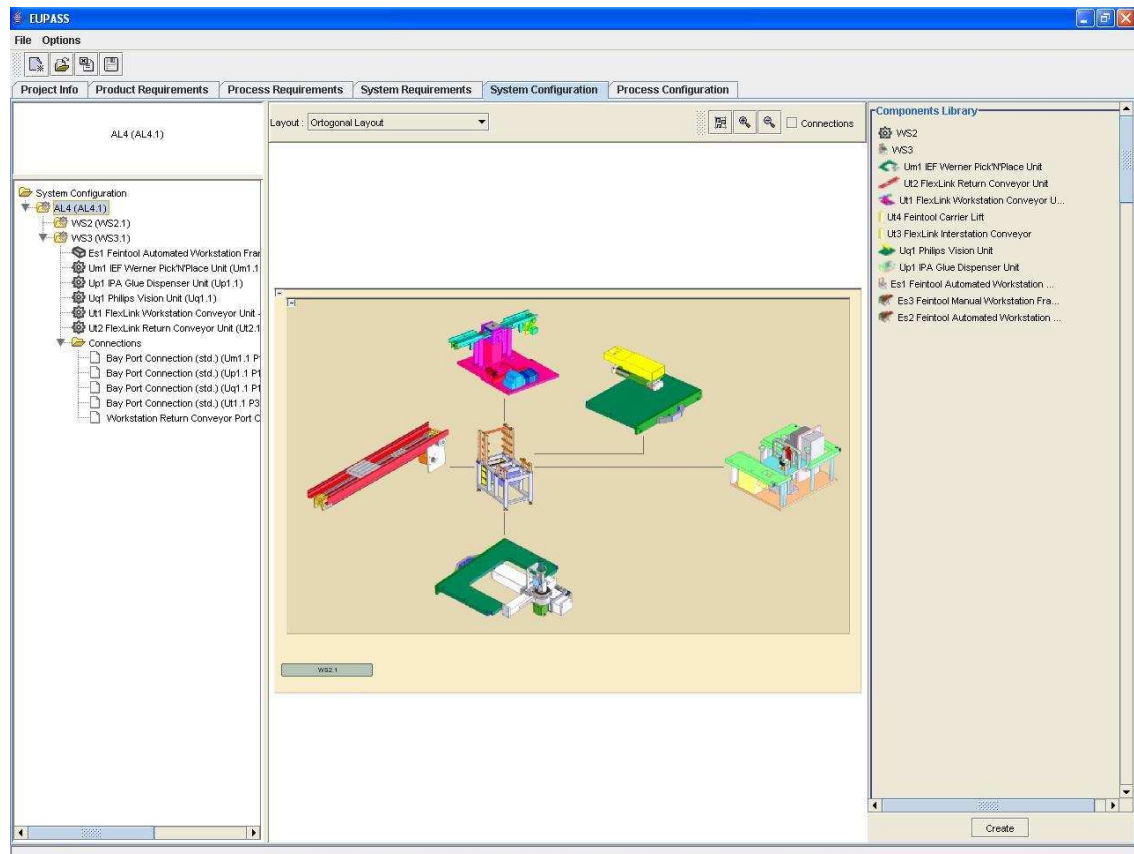 EUPASS
File Options
Project Info Product Requirements Process Requirements System Requirements System Configuration Process Configuration
AL4 (AL4.1)
System Configuration
AL4 (AL4.1)
WS2 (WS2.1)
WS3 (WS3.1)
Es1 Feintool Automated Workstation Frar
Um1 IEF Werner Pick'N'Place Unit (Um1.1
Up1 IPA Glue Dispenser Unit (Up1.1)
Uq1 Philips Vision Unit (Uq1.1)
Ut1 FlexLink Workstation Conveyor Unit -
Ut2 FlexLink Return Conveyor Unit (Ut2.1
Connections
Bay Port Connection (std.) (Um1.1 P
Bay Port Connection (std.) (Up1.1 P1
Bay Port Connection (std.) (Uq1.1 P1
Bay Port Connection (std.) (Ut1.1 P3
Workstation Return Conveyor Port C
Layout : Ortogonal Layout
Connections
WS2.1
Components Library
WS2
WS3
Um1 IEF Werner Pick'N'Place Unit
Ut2 FlexLink Return Conveyor Unit
Ut1 FlexLink Workstation Conveyor U...
Ut4 Feintool Carrier Lift
Ut3 FlexLink Interstation Conveyor
Uq1 Philips Vision Unit
Up1 IPA Glue Dispenser Unit
Es1 Feintool Automated Workstation ...
Es3 Feintool Manual Workstation Fra...
Es2 Feintool Automated Workstation ...
Create